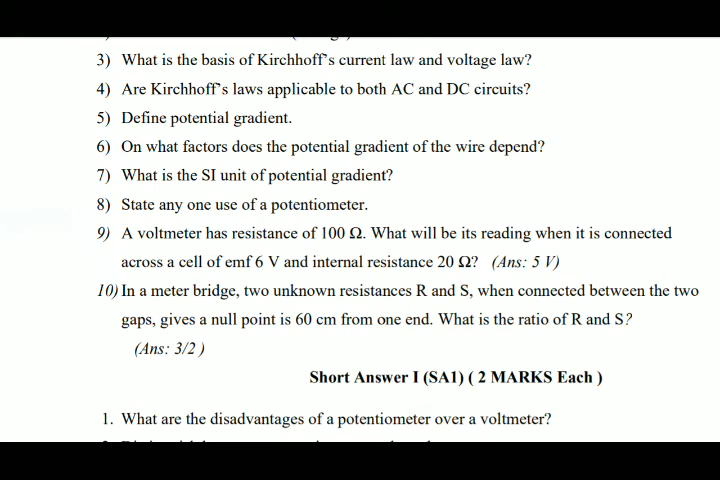 3) What is the basis of Kirchhoff's current law and voltage law?
4) Are Kirchhoff's laws applicable to both AC and DC circuits?
5) Define potential gradient.
6) On what factors does the potential gradient of the wire depend?
7) What is the SI unit of potential gradient?
8) State any one use of a potentiometer.
9) A voltmeter has resistance of 100 Ω. What will be its reading when it is connected
across a cell of emf 6 V and internal resistance 20 Ω? (Ans: 5 V)
10) In a meter bridge, two unknown resistances R and S, when connected between the two
gaps, gives a null point is 60 cm from one end. What is the ratio of R and S?
(Ans: 3/2 )
Short Answer I (SA1) ( 2 MARKS Each )
1. What are the disadvantages of a potentiometer over a voltmeter?